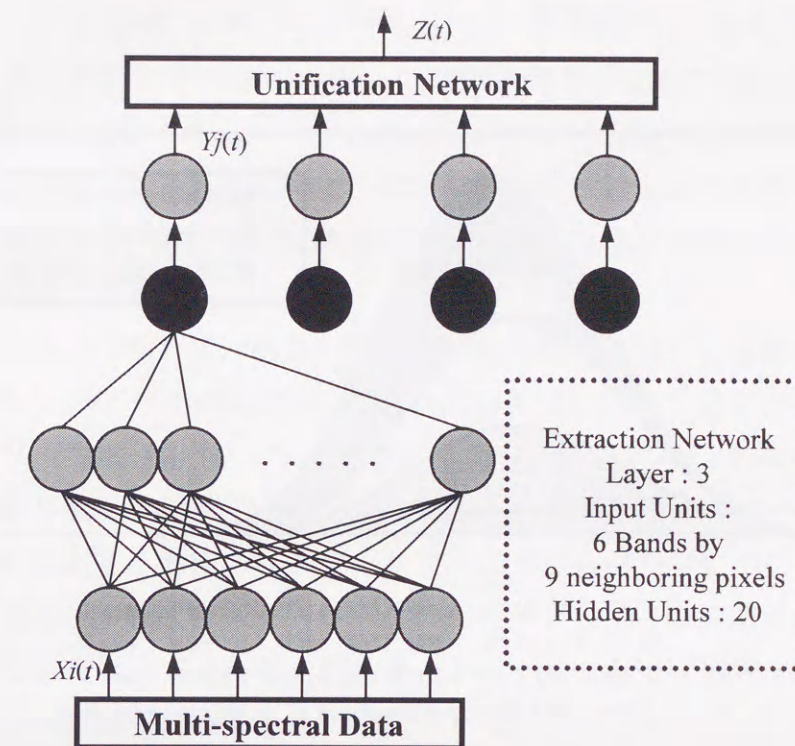 Z(t)
Unification Network
Yj(t)
Extraction Network
Layer : 3
Input Units :
6 Bands by
9 neighboring pixels
Hidden Units : 20
. . . . .
Xi(t)
Multi-spectral Data